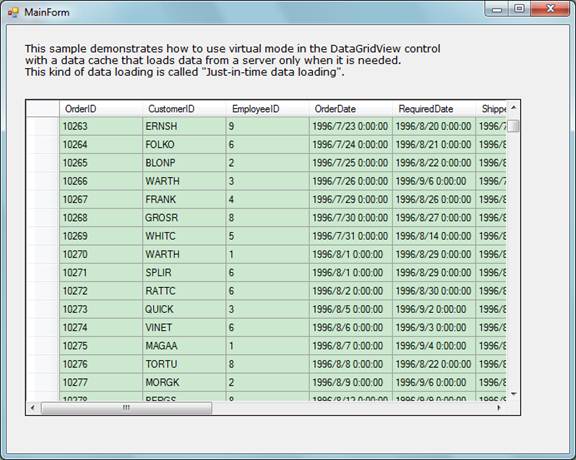 MainForm
This sample demonstrates how to use virtual mode in the DataGridView control
with a data cache that loads data from a server only when it is needed.
This kind of data loading is called "Just-in-time data loading".
OrderID CustomerID EmployeeID OrderDate RequiredDate Shippe
10263 ERNSH 9 1996/7/23 0:00:00 1996/8/20 0:00:00 1996/7
10264 FOLKO 6 1996/7/24 0:00:00 1996/8/21 0:00:00 1996/8
10265 BLONP 2 1996/7/25 0:00:00 1996/8/22 0:00:00 1996/8
10266 WARTH 3 1996/7/26 0:00:00 1996/9/6 0:00:00 1996/7
10267 FRANK 4 1996/7/29 0:00:00 1996/8/26 0:00:00 1996/8
10268 GROSR 8 1996/7/30 0:00:00 1996/8/27 0:00:00 1996/8
10269 WHITC 5 1996/7/31 0:00:00 1996/8/14 0:00:00 1996/8
10270 WARTH 1 1996/8/1 0:00:00 1996/8/29 0:00:00 1996/8
10271 SPLIR 6 1996/8/1 0:00:00 1996/8/29 0:00:00 1996/8
10272 RATTC 6 1996/8/2 0:00:00 1996/8/30 0:00:00 1996/8
10273 QUICK 3 1996/8/5 0:00:00 1996/9/2 0:00:00 1996/8
10274 VINET 6 1996/8/6 0:00:00 1996/9/3 0:00:00 1996/8
10275 MAGAA 1 1996/8/7 0:00:00 1996/9/4 0:00:00 1996/8
10276 TORTU 8 1996/8/8 0:00:00 1996/8/22 0:00:00 1996/8
10277 MORGK 2 1996/8/9 0:00:00 1996/9/6 0:00:00 1996/8
10278 BERGS 8 1996/8/12 0:00:00 1996/9/9 0:00:00 1996/8